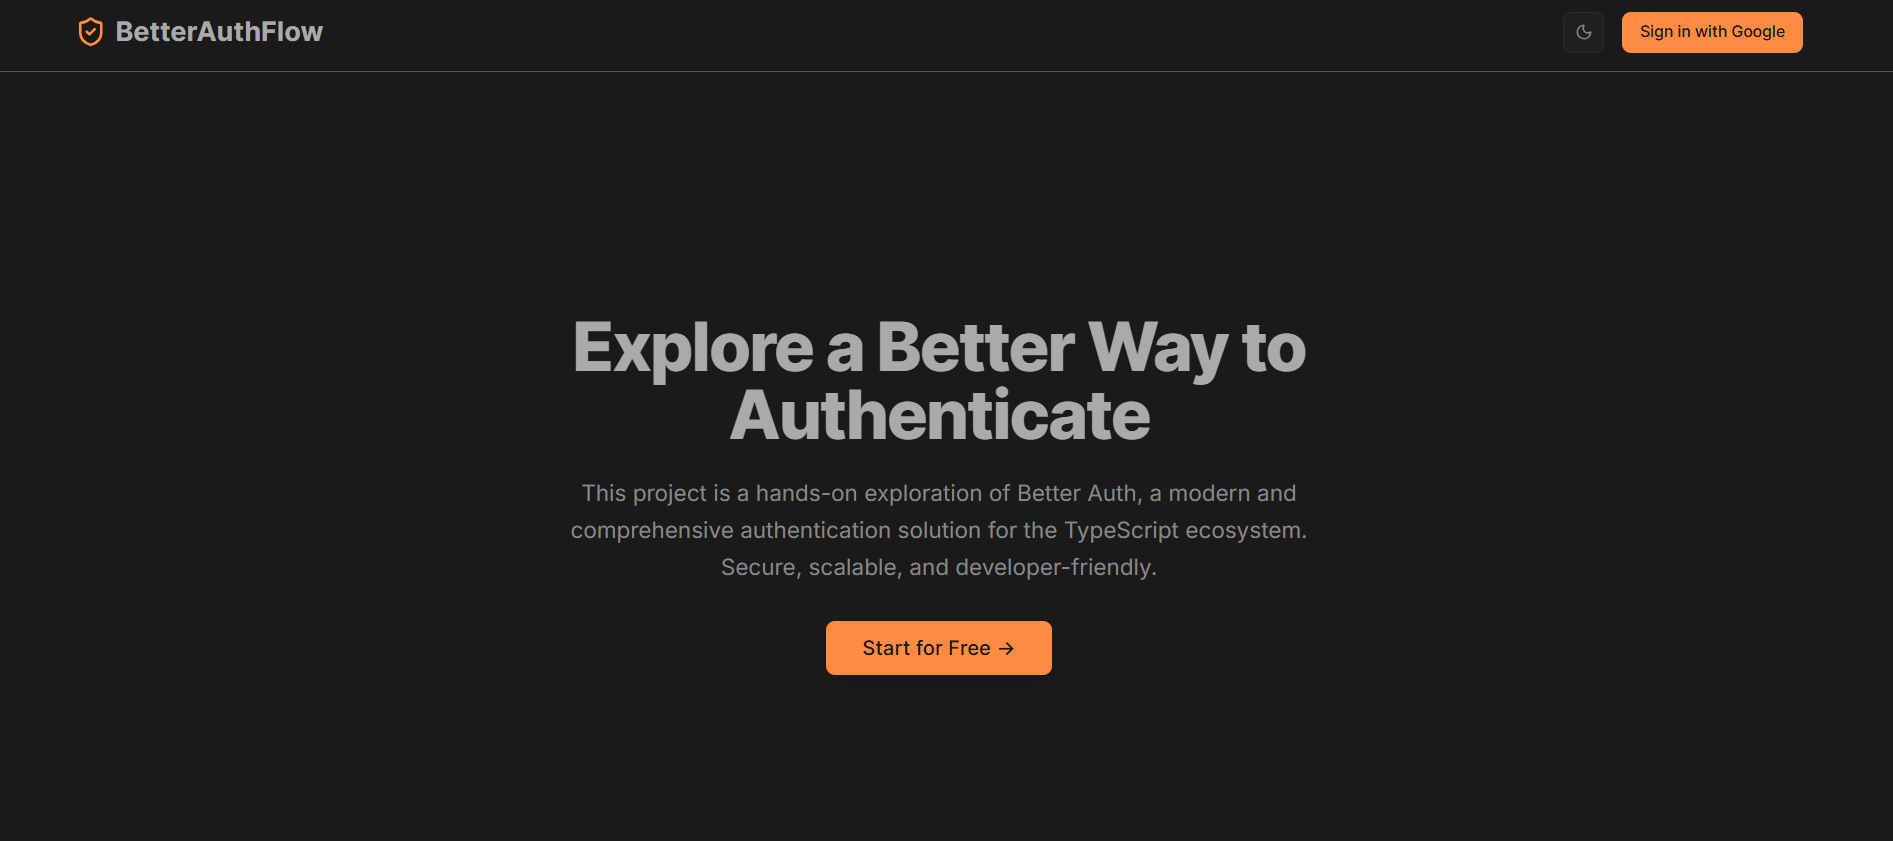 BetterAuthFlow
Sign in with Google
Explore a Better Way to
Authenticate
This project is a hands-on exploration of Better Auth, a modern and
comprehensive authentication solution for the TypeScript ecosystem.
Secure, scalable, and developer-friendly.
Start for Free →